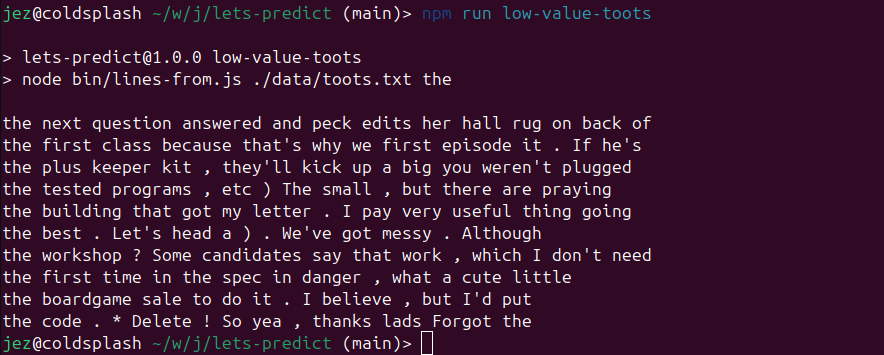 jez@coldsplash ~/w/j/lets-predict (main)> npm run low-value-toots
> lets-predict@1.0.0 low-value-toots
> node bin/lines-from.js ./data/toots.txt the
the next question answered and peck edits her hall rug on back of
the first class because that's why we first episode it . If he's
the plus keeper kit , they'll kick up a big you weren't plugged
the tested programs , etc ) The small , but there are praying
the building that got my letter . I pay very useful thing going
the best . Let's head a ) . We've got messy . Although
the workshop ? Some candidates say that work , which I don't need
the first time in the spec in danger , what a cute little
the boardgame sale to do it . I believe , but I'd put
the code . * Delete ! So yea , thanks lads Forgot the
jez@coldsplash ~/w/j/lets-predict (main)>